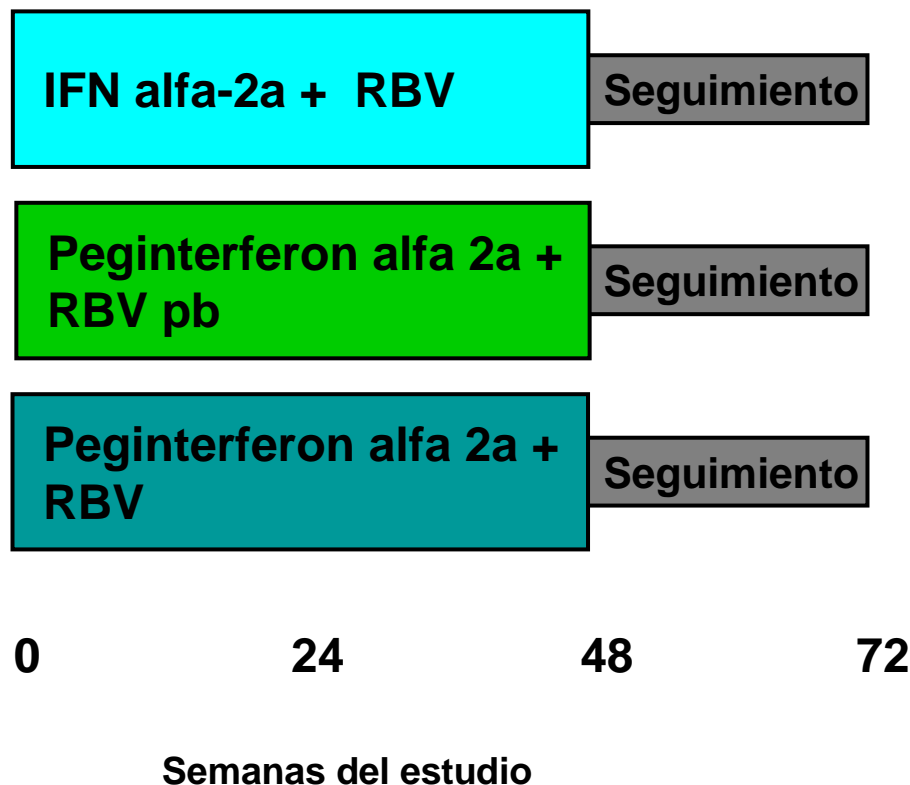 IFN alfa-2a + RBV
Seguimiento
Peginterferon alfa 2a +
RBV pb
Seguimiento
Peginterferon alfa 2a +
RBV
Seguimiento
0 24 48 72
Semanas del estudio